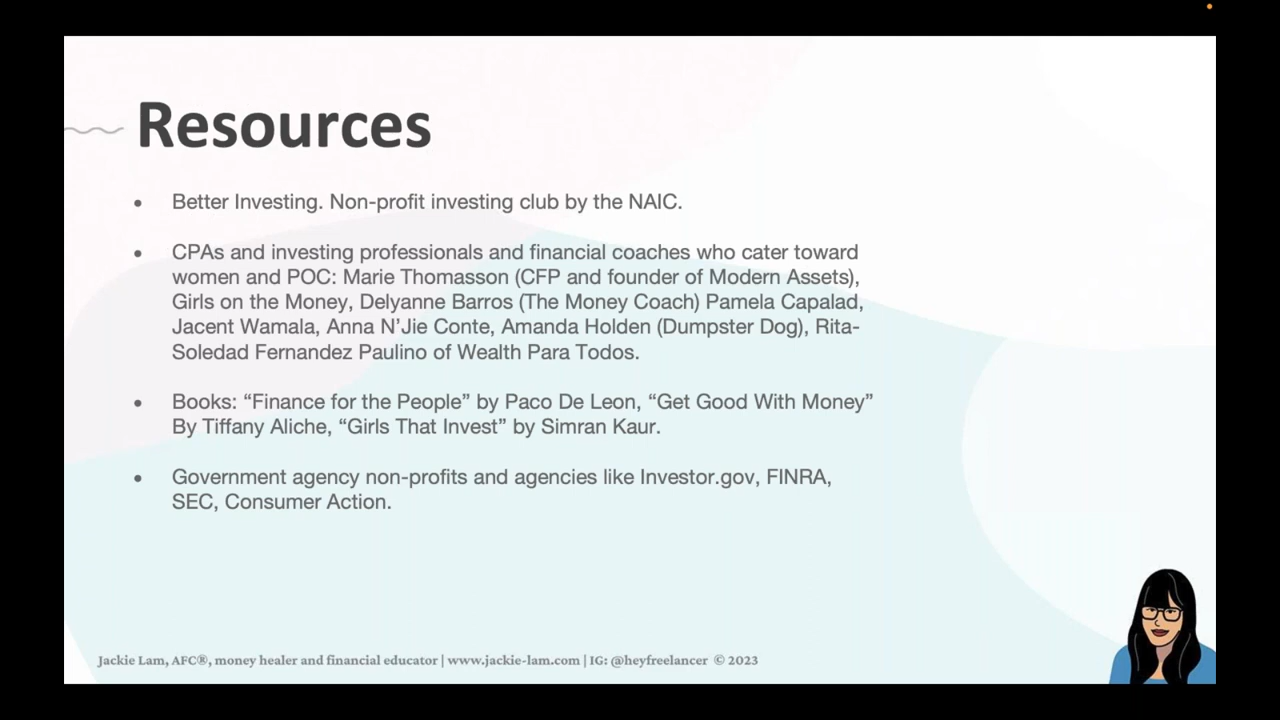 Resources
• Better Investing. Non-profit investing club by the NAIC.
• CPAs and investing professionals and financial coaches who cater toward
women and POC: Marie Thomasson (CFP and founder of Modern Assets),
Girls on the Money, Delyanne Barros (The Money Coach) Pamela Capalad,
Jacent Wamala, Anna N’Jie Conte, Amanda Holden (Dumpster Dog), Rita-
Soledad Fernandez Paulino of Wealth Para Todos.
• Books: “Finance for the People” by Paco De Leon, “Get Good With Money”
By Tiffany Aliche, “Girls That Invest” by Simran Kaur.
• Government agency non-profits and agencies like Investor.gov, FINRA,
SEC, Consumer Action.
Jackie Lam, AFC®, money healer and financial educator | www.jackie-lam.com | IG: @heyfreelancer © 2023